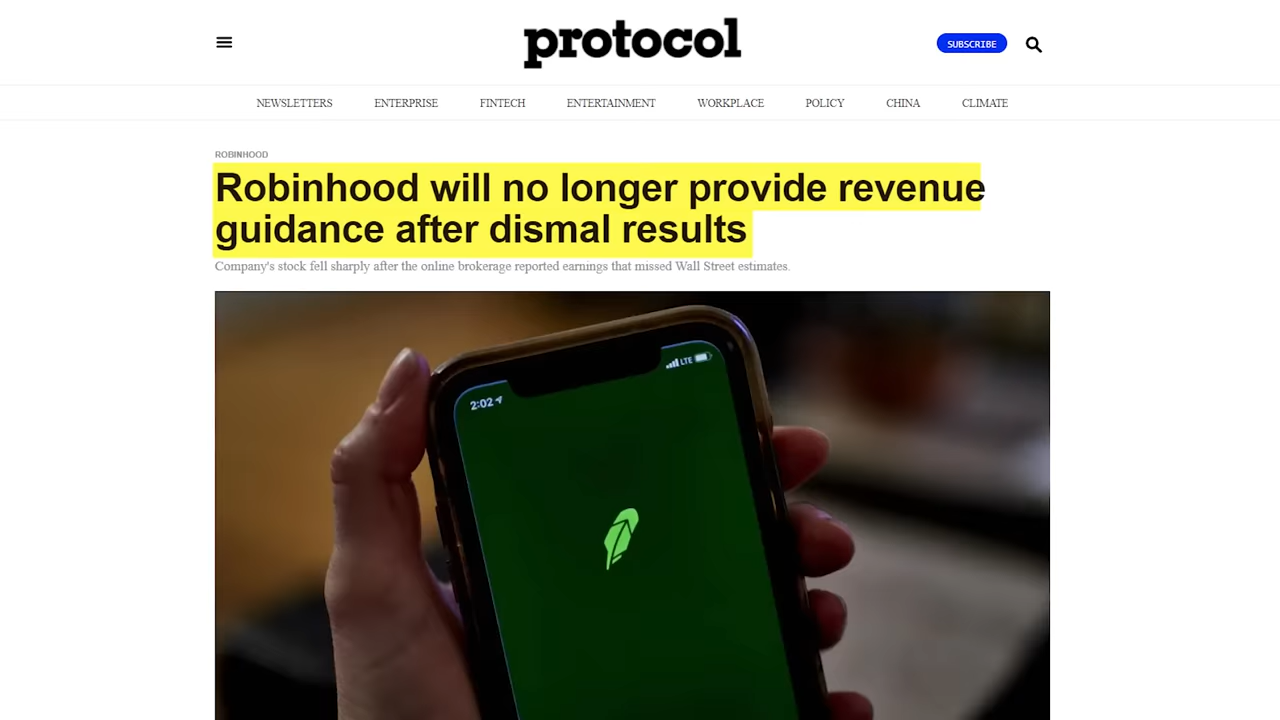 protocol
SUBSCRIBE
NEWSLETTERS ENTERPRISE FINTECH ENTERTAINMENT WORKPLACE POLICY CHINA CLIMATE
ROBINHOOD
Robinhood will no longer provide revenue
guidance after dismal results
Company's stock fell sharply after the online brokerage reported earnings that missed Wall Street estimates.
2:02
LTE